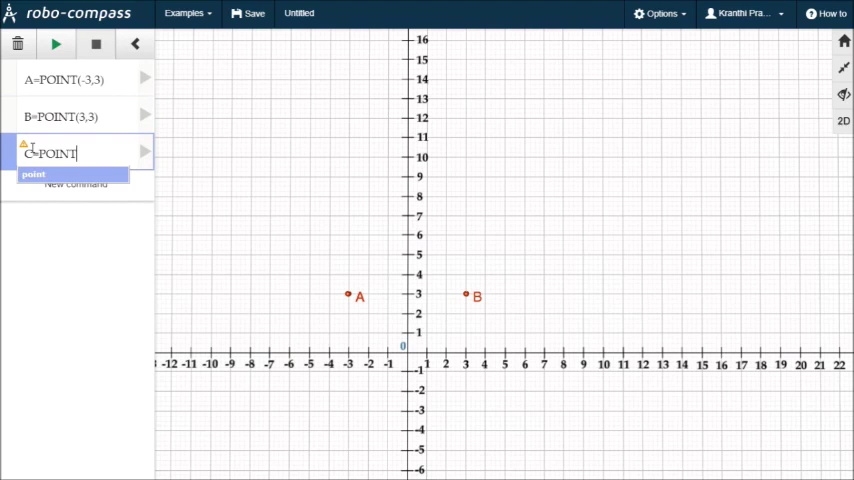 robo-compass Examples Save Untitled Options Kranthi Pra... How to
A=POINT(-3,3)
B=POINT(3,3)
C=POINT
point
New command
2D
16
15
14
13
12
11
10
9
8
7
6
5
4
3
2
1
0
A
B
-12 -11 -10 -9 -8 -7 -6 -5 -4 -3 -2 -1 1 2 3 4 5 6 7 8 9 10 11 12 13 14 15 16 17 18 19 20 21 22
-1
-2
-3
-4
-5
-6